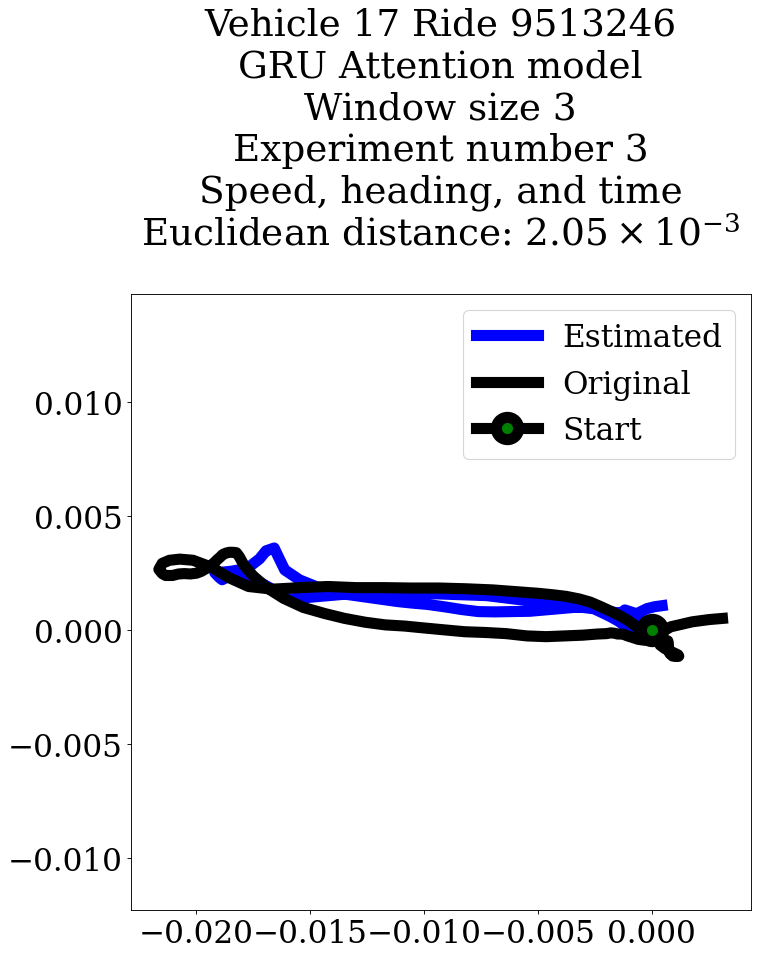 Vehicle 17 Ride 9513246
GRU Attention model
Window size 3
Experiment number 3
Speed, heading, and time
Euclidean distance: 2.05 × 10⁻³
Estimated
Original
Start
0.010
0.005
0.000
−0.005
−0.010
−0.020 −0.015 −0.010 −0.005 0.000